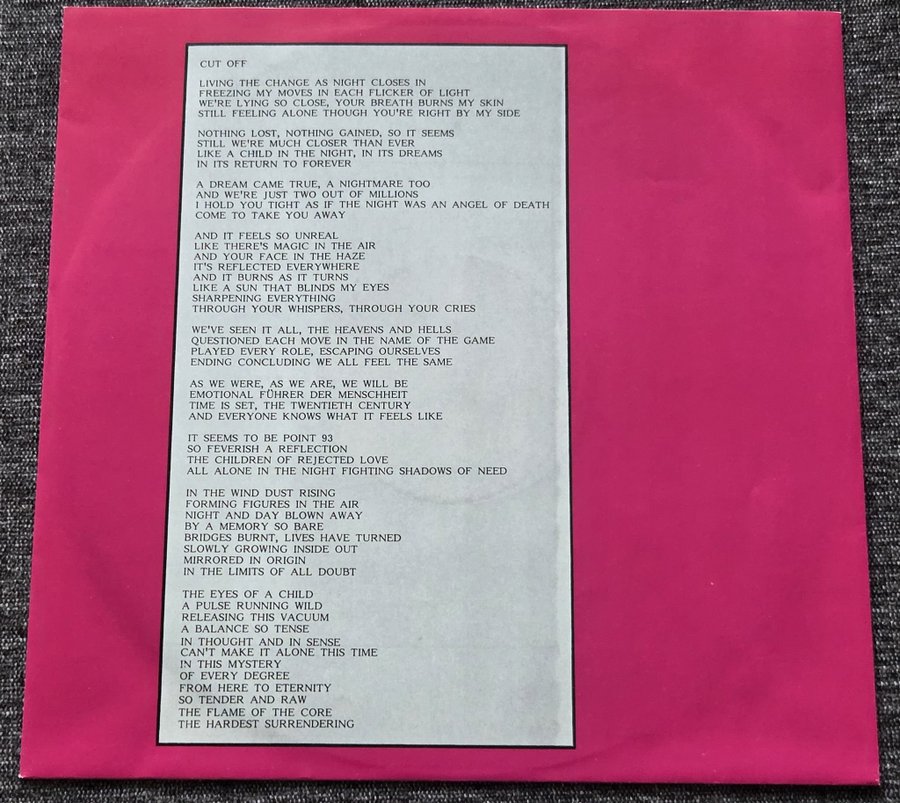 CUT OFF
LIVING THE CHANGE AS NIGHT CLOSES IN
FREEZING MY MOVES IN EACH FLICKER OF LIGHT
WE'RE LYING SO CLOSE, YOUR BREATH BURNS MY SKIN
STILL FEELING ALONE THOUGH YOU'RE RIGHT BY MY SIDE
NOTHING LOST, NOTHING GAINED, SO IT SEEMS
STILL WE'RE MUCH CLOSER THAN EVER
LIKE A CHILD IN THE NIGHT, IN ITS DREAMS
IN ITS RETURN TO FOREVER
A DREAM CAME TRUE, A NIGHTMARE TOO
AND WE'RE JUST TWO OUT OF MILLIONS
I HOLD YOU TIGHT AS IF THE NIGHT WAS AN ANGEL OF DEATH
COME TO TAKE YOU AWAY
AND IT FEELS SO UNREAL
LIKE THERE'S MAGIC IN THE AIR
AND YOUR FACE IN THE HAZE
IT'S REFLECTED EVERYWHERE
AND IT BURNS AS IT TURNS
LIKE A SUN THAT BLINDS MY EYES
SHARPENING EVERYTHING
THROUGH YOUR WHISPERS, THROUGH YOUR CRIES
WE'VE SEEN IT ALL, THE HEAVENS AND HELLS
QUESTIONED EACH MOVE IN THE NAME OF THE GAME
PLAYED EVERY ROLE, ESCAPING OURSELVES
ENDING CONCLUDING WE ALL FEEL THE SAME
AS WE WERE, AS WE ARE, WE WILL BE
EMOTIONAL FÜHRER DER MENSCHHEIT
TIME IS SET, THE TWENTIETH CENTURY
AND EVERYONE KNOWS WHAT IT FEELS LIKE
IT SEEMS TO BE POINT 93
SO FEVERISH A REFLECTION
THE CHILDREN OF REJECTED LOVE
ALL ALONE IN THE NIGHT FIGHTING SHADOWS OF NEED
IN THE WIND DUST RISING
FORMING FIGURES IN THE AIR
NIGHT AND DAY BLOWN AWAY
BY A MEMORY SO BARE
BRIDGES BURNT, LIVES HAVE TURNED
SLOWLY GROWING INSIDE OUT
MIRRORED IN ORIGIN
IN THE LIMITS OF ALL DOUBT
THE EYES OF A CHILD
A PULSE RUNNING WILD
RELEASING THIS VACUUM
A BALANCE SO TENSE
IN THOUGHT AND IN SENSE
CAN'T MAKE IT ALONE THIS TIME
IN THIS MYSTERY
OF EVERY DEGREE
FROM HERE TO ETERNITY
SO TENDER AND RAW
THE FLAME OF THE CORE
THE HARDEST SURRENDERING